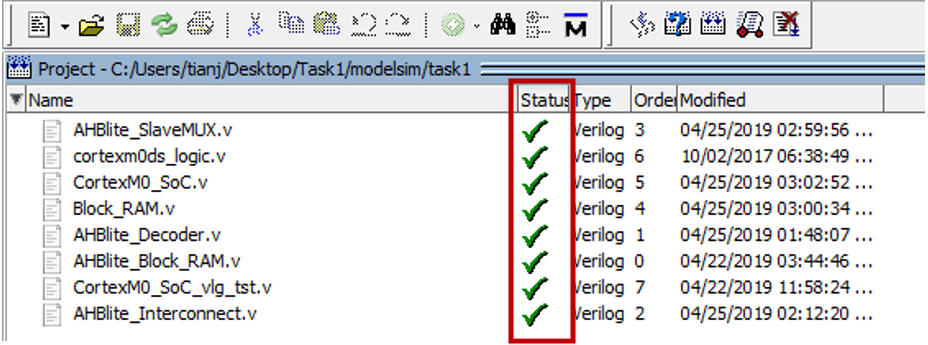 Project - C:/Users/tianj/Desktop/Task1/modelsim/task1
Name Status Type Order Modified
AHBlite_SlaveMUX.v Verilog 3 04/25/2019 02:59:56 ...
cortexm0ds_logic.v Verilog 6 10/02/2017 06:38:49 ...
CortexM0_SoC.v Verilog 5 04/25/2019 03:02:52 ...
Block_RAM.v Verilog 4 04/25/2019 03:00:34 ...
AHBlite_Decoder.v Verilog 1 04/25/2019 01:48:07 ...
AHBlite_Block_RAM.v Verilog 0 04/22/2019 03:44:46 ...
CortexM0_SoC_vlg_tst.v Verilog 7 04/22/2019 11:58:24 ...
AHBlite_Interconnect.v Verilog 2 04/25/2019 02:12:20 ...